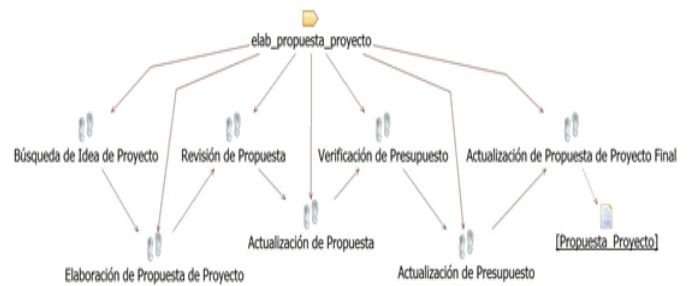 elab_propuesta_proyecto
Búsqueda de Idea de Proyecto
Revisión de Propuesta
Verificación de Presupuesto
Actualización de Propuesta de Proyecto Final
Actualización de Propuesta
[Propuesta_Proyecto]
Elaboración de Propuesta de Proyecto
Actualización de Presupuesto